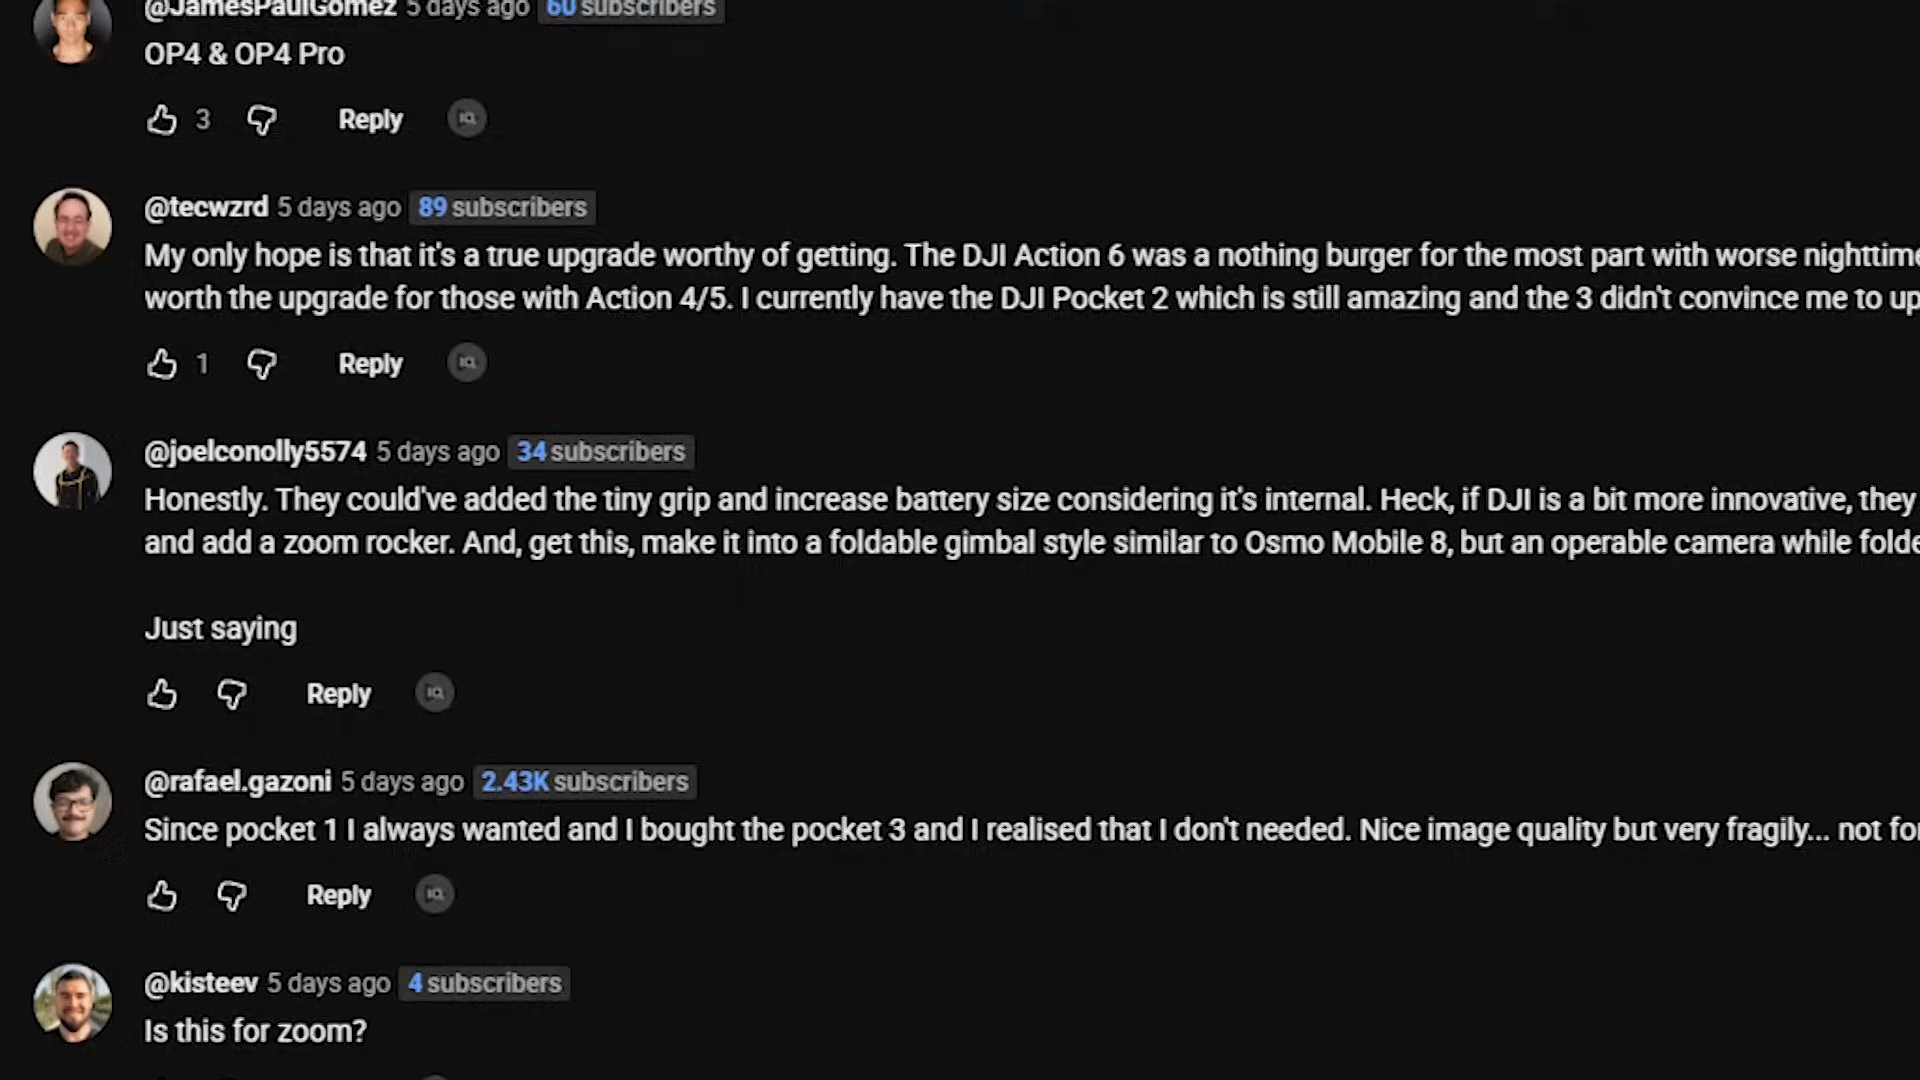 @JamesPaulGomez 5 days ago 60 subscribers
OP4 & OP4 Pro
3 Reply
@tecwzrd 5 days ago 89 subscribers
My only hope is that it's a true upgrade worthy of getting. The DJI Action 6 was a nothing burger for the most part with worse nighttime
worth the upgrade for those with Action 4/5. I currently have the DJI Pocket 2 which is still amazing and the 3 didn't convince me to up
1 Reply
@joelconolly5574 5 days ago 34 subscribers
Honestly. They could've added the tiny grip and increase battery size considering it's internal. Heck, if DJI is a bit more innovative, they
and add a zoom rocker. And, get this, make it into a foldable gimbal style similar to Osmo Mobile 8, but an operable camera while folde
Just saying
Reply
@rafael.gazoni 5 days ago 2.43K subscribers
Since pocket 1 I always wanted and I bought the pocket 3 and I realised that I don't needed. Nice image quality but very fragily... not for
Reply
@kisteev 5 days ago 4 subscribers
Is this for zoom?